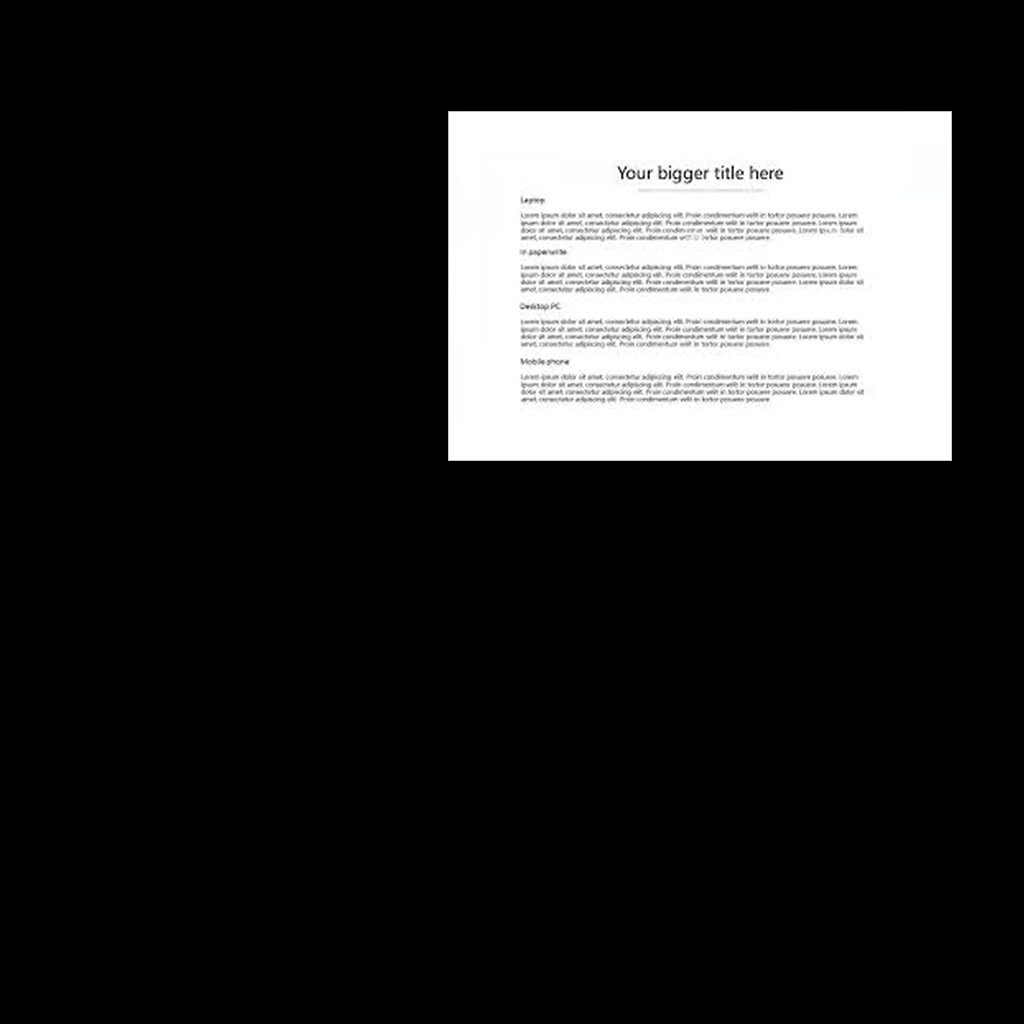 Your bigger title here
Laptop
Lorem ipsum dolor sit amet, consectetur adipiscing elit. Proin condimentum velit in tortor posuere posuere. Lorem
ipsum dolor sit amet, consectetur adipiscing elit. Proin condimentum velit in tortor posuere posuere. Lorem ipsum
dolor sit amet, consectetur adipiscing elit. Proin velit in tortor posuere posuere. Lorem dolor sit
amet, consectetur adipiscing elit. Proin condimentum tortor posuere posuere.
In paperwrite
Lorem ipsum dolor sit amet, consectetur adipiscing elit. Proin condimentum velit in tortor posuere posuere. Lorem
ipsum dolor sit amet, consectetur adipiscing elit. Proin condimentum velit in tortor posuere posuere. Lorem ipsum
dolor sit amet, consectetur adipiscing elit. Proin condimentum velit in tortor posuere posuere. Lorem ipsum dolor sit
amet, consectetur adipiscing elit. Proin condimentum velit in tortor posuere posuere
Desktop PC
Lorem ipsum dolor sit amet, consectetur adipiscing elit. Proin condimentum velit in tortor posuere posuere. Lorem
ipsum dolor sit amet, consectetur adipiscing elit. Proin condimentum velit in tortor posuere posuere. Lorem ipsum
dolor sit amet, consectetur adipiscing elit. Proin condimentum velit in tortor posuere posuere. Lorem ipsum dolor sit
amet, consectetur adipiscing elit. Proin condimentum velit in tortor posuere posuere
Mobile phone
Lorem ipsum dolor sit amet, consectetur adipiscing elit. Proin condimentum velit in tortor posuere posuere. Lorem
ipsum dolor sit amet, consectetur adipiscing elit. Proin condimentum velit in tortor posuere posuere. Lorem ipsum
dolor sit amet, consectetur adipiscing elit. Proin condimentum velit in tortor posuere posuere. Lorem ipsum dolor sit
amet, consectetur adipiscing elit. Proin condimentum velit in tortor posuere posuere